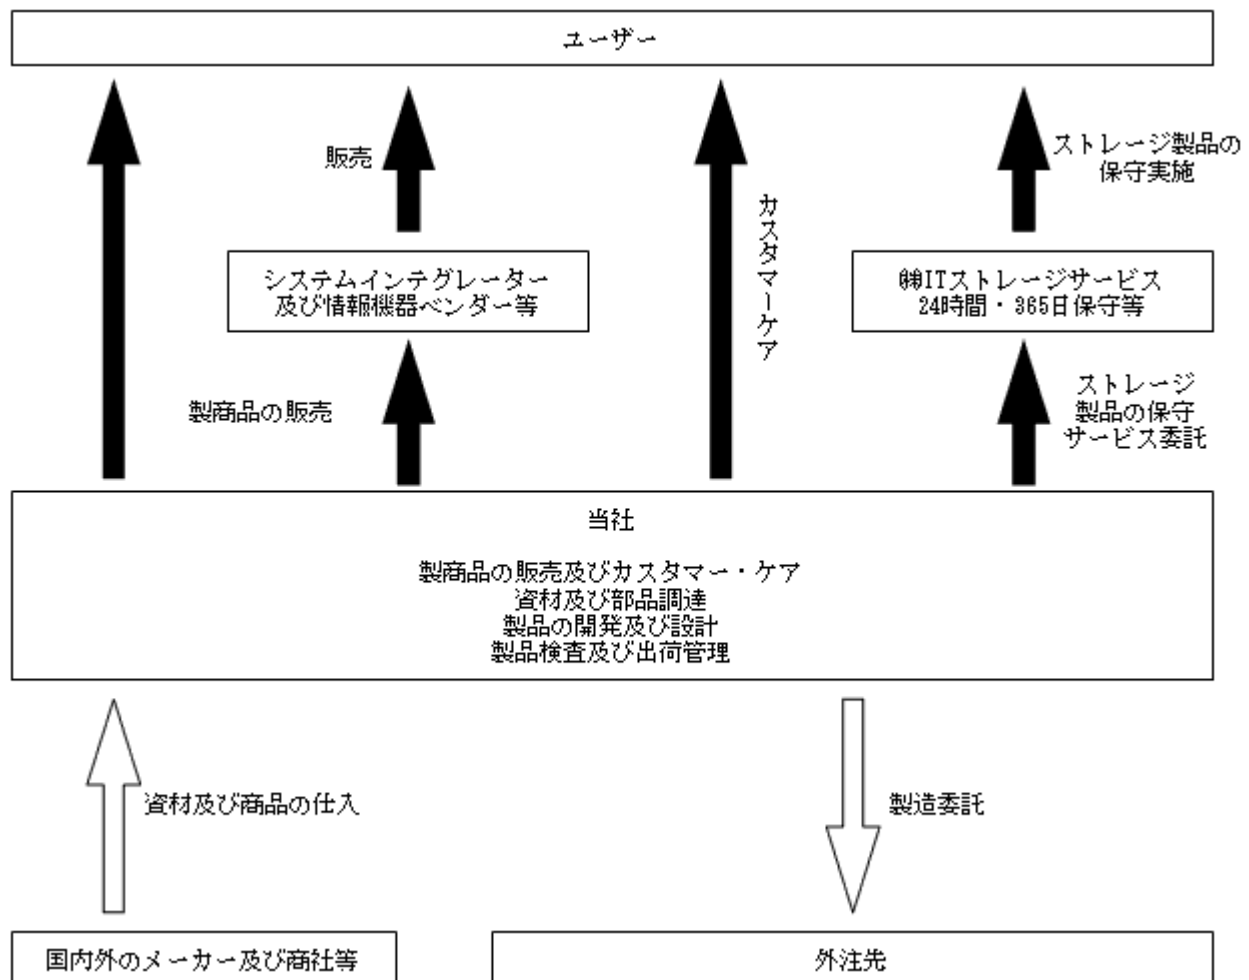 ユーザー
販売
ストレージ製品の
保守実施
カスタマーケア
システムインテグレーター
及び情報機器ベンダー等
㈱ITストレージサービス
24時間・365日保守等
製商品の販売
ストレージ
製品の保守
サービス委託
当社
製商品の販売及びカスタマー・ケア
資材及び部品調達
製品の開発及び設計
製品検査及び出荷管理
資材及び商品の仕入
製造委託
国内外のメーカー及び商社等
外注先